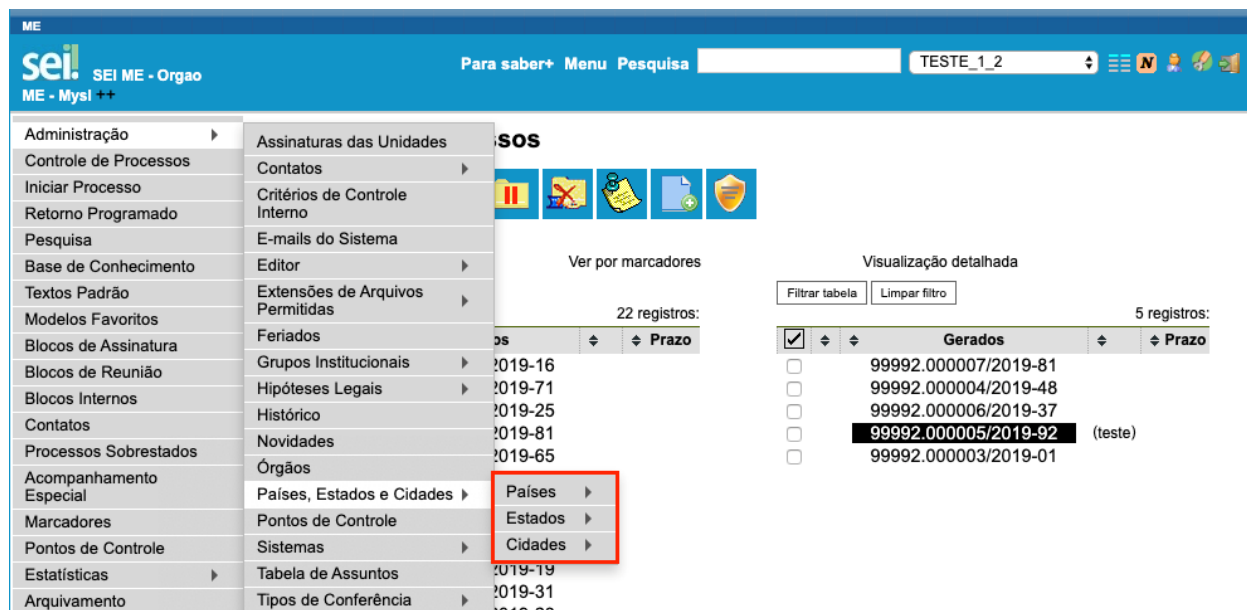 ME
sei!
SEI ME - Orgao
ME - Mysl ++
Para saber+ Menu Pesquisa
TESTE_1_2
N
Administração
Controle de Processos
Iniciar Processo
Retorno Programado
Pesquisa
Base de Conhecimento
Textos Padrão
Modelos Favoritos
Blocos de Assinatura
Blocos de Reunião
Blocos Internos
Contatos
Processos Sobrestados
Acompanhamento
Especial
Marcadores
Pontos de Controle
Estatísticas
Arquivamento
Assinaturas das Unidades
Contatos
Critérios de Controle
Interno
E-mails do Sistema
Editor
Extensões de Arquivos
Permitidas
Feriados
Grupos Institucionais
Hipóteses Legais
Histórico
Novidades
Órgãos
Países, Estados e Cidades
Pontos de Controle
Sistemas
Tabela de Assuntos
Tipos de Conferência
Países
Estados
Cidades
ssos
Ver por marcadores
Visualização detalhada
Filtrar tabela
Limpar filtro
22 registros:
os Prazo
2019-16
2019-71
2019-25
2019-81
2019-65
2019-19
2019-31
5 registros:
Gerados Prazo
99992.000007/2019-81
99992.000004/2019-48
99992.000006/2019-37
99992.000005/2019-92 (teste)
99992.000003/2019-01